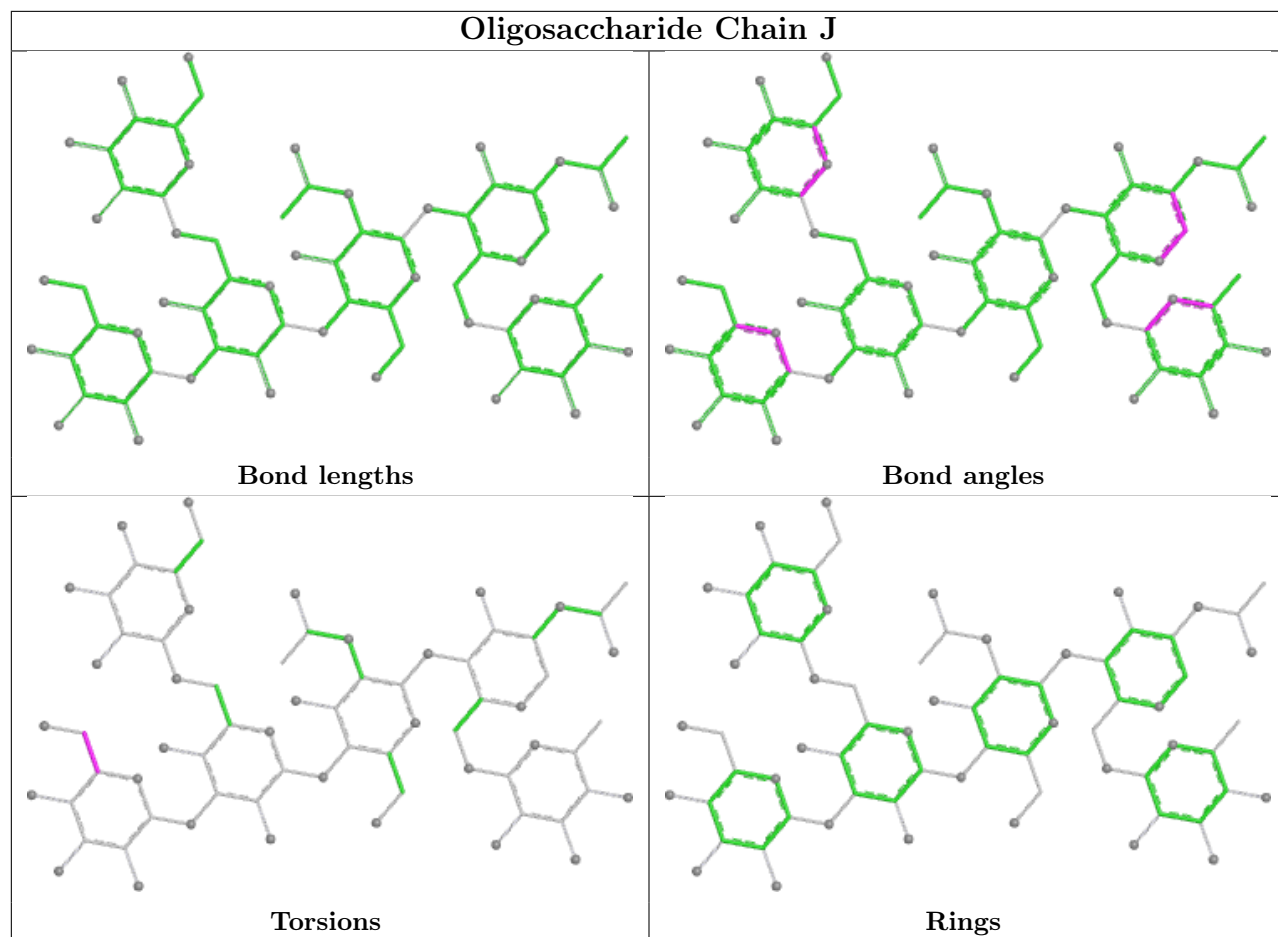 Oligosaccharide Chain J
Bond lengths
Bond angles
Torsions
Rings